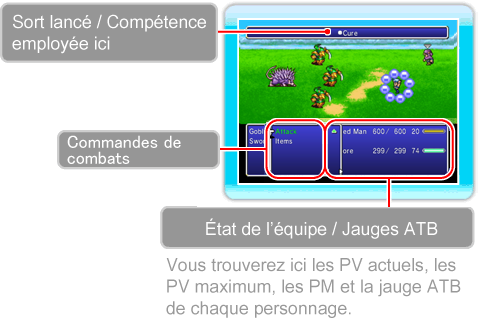 Sort lancé / Compétence
employée ici
Cure
Commandes de
combats
Gobl Attack ed Man 600/ 600 20
Swor Items ore 299/ 299 74
État de l'équipe / Jauges ATB
Vous trouverez ici les PV actuels, les
PV maximum, les PM et la jauge ATB
de chaque personnage.